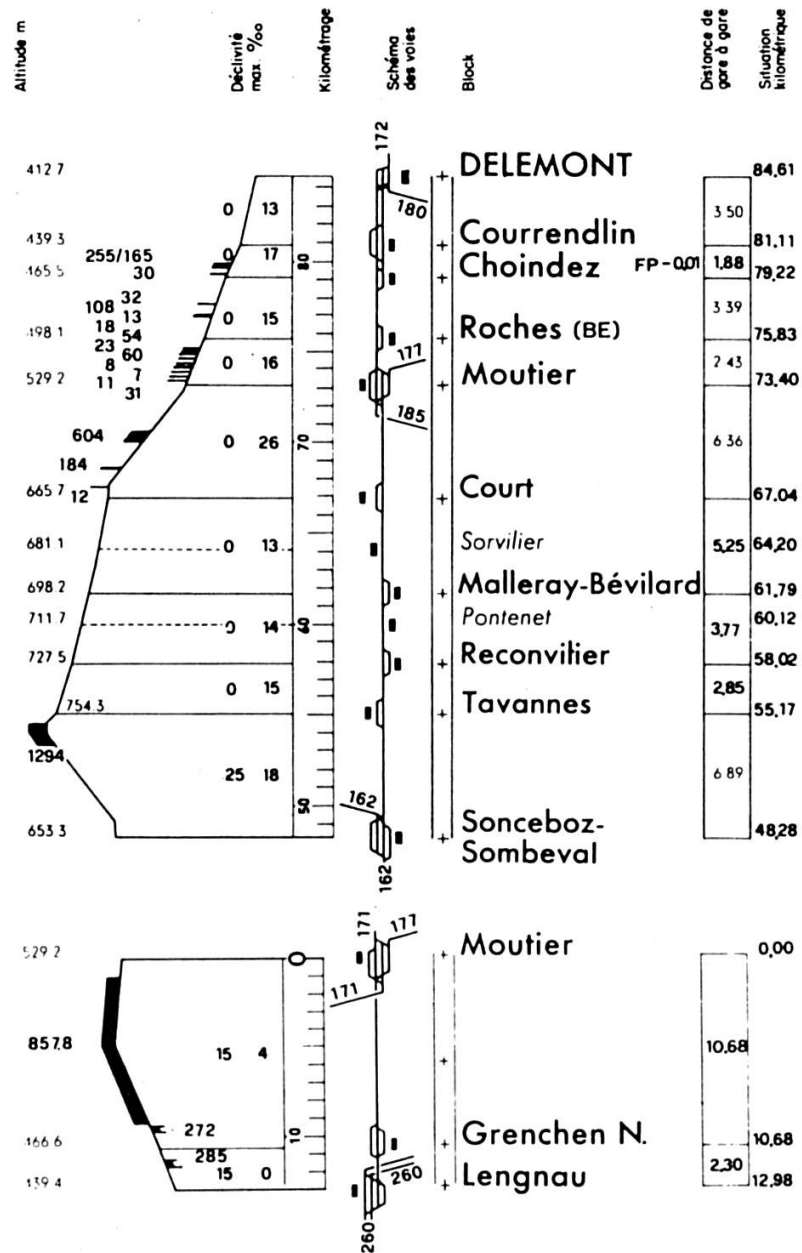 Altitude m
Déclivité max. ‰
Kilométrage
Schéma des voies
Block
Distance de gare à gare
Situation kilométrique
172
412.7 DELEMONT 84,61
0 13 180 3 50
439.3 Courrendlin 81,11
255/165 0 17 80
465.5 30 Choindez FP-0,01 1,88 79,22
32
108 13 0 15 3 39
18 54
498.1 Roches (BE) 75,83
23 60 177
8 7 0 16 2 43
529.2 Moutier 73,40
11 31 185
604 0 26 70 6 36
184
665.7 12 Court 67.04
681 1 0 13 Sorvilier 5,25 64,20
698.2 Malleray-Bévilard 61,79
711.7 0 14 60 Pontenet 3,77 60,12
727.5 Reconvilier 58,02
0 15 2,85
754.3 Tavannes 55,17
1294 25 18 6 89
162 50
653 3 Sonceboz- 48,28
Sombeval
162
171 177
529 2 0 Moutier 0,00
171
857,8 15 4 10,68
272 10
466 6 Grenchen N. 10,68
285 15 0 260 2,30
439 4 Lengnau 12,98
260